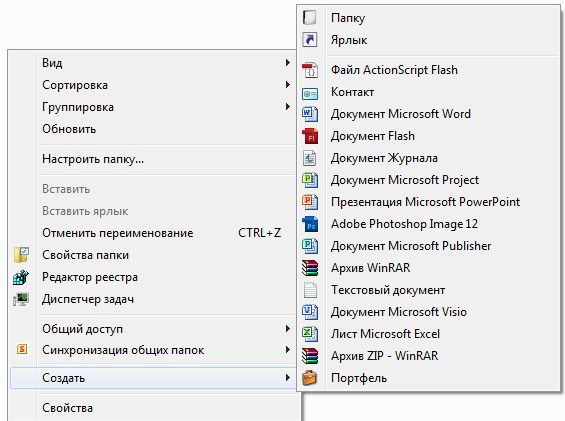 Вид
Сортировка
Группировка
Обновить
Настроить папку...
Вставить
Вставить ярлык
Отменить переименование CTRL+Z
Свойства папки
Редактор реестра
Диспетчер задач
Общий доступ
Синхронизация общих папок
Создать
Свойства
Папку
Ярлык
Файл ActionScript Flash
Контакт
Документ Microsoft Word
Документ Flash
Документ Журнала
Документ Microsoft Project
Презентация Microsoft PowerPoint
Adobe Photoshop Image 12
Документ Microsoft Publisher
Архив WinRAR
Текстовый документ
Документ Microsoft Visio
Лист Microsoft Excel
Архив ZIP - WinRAR
Портфель